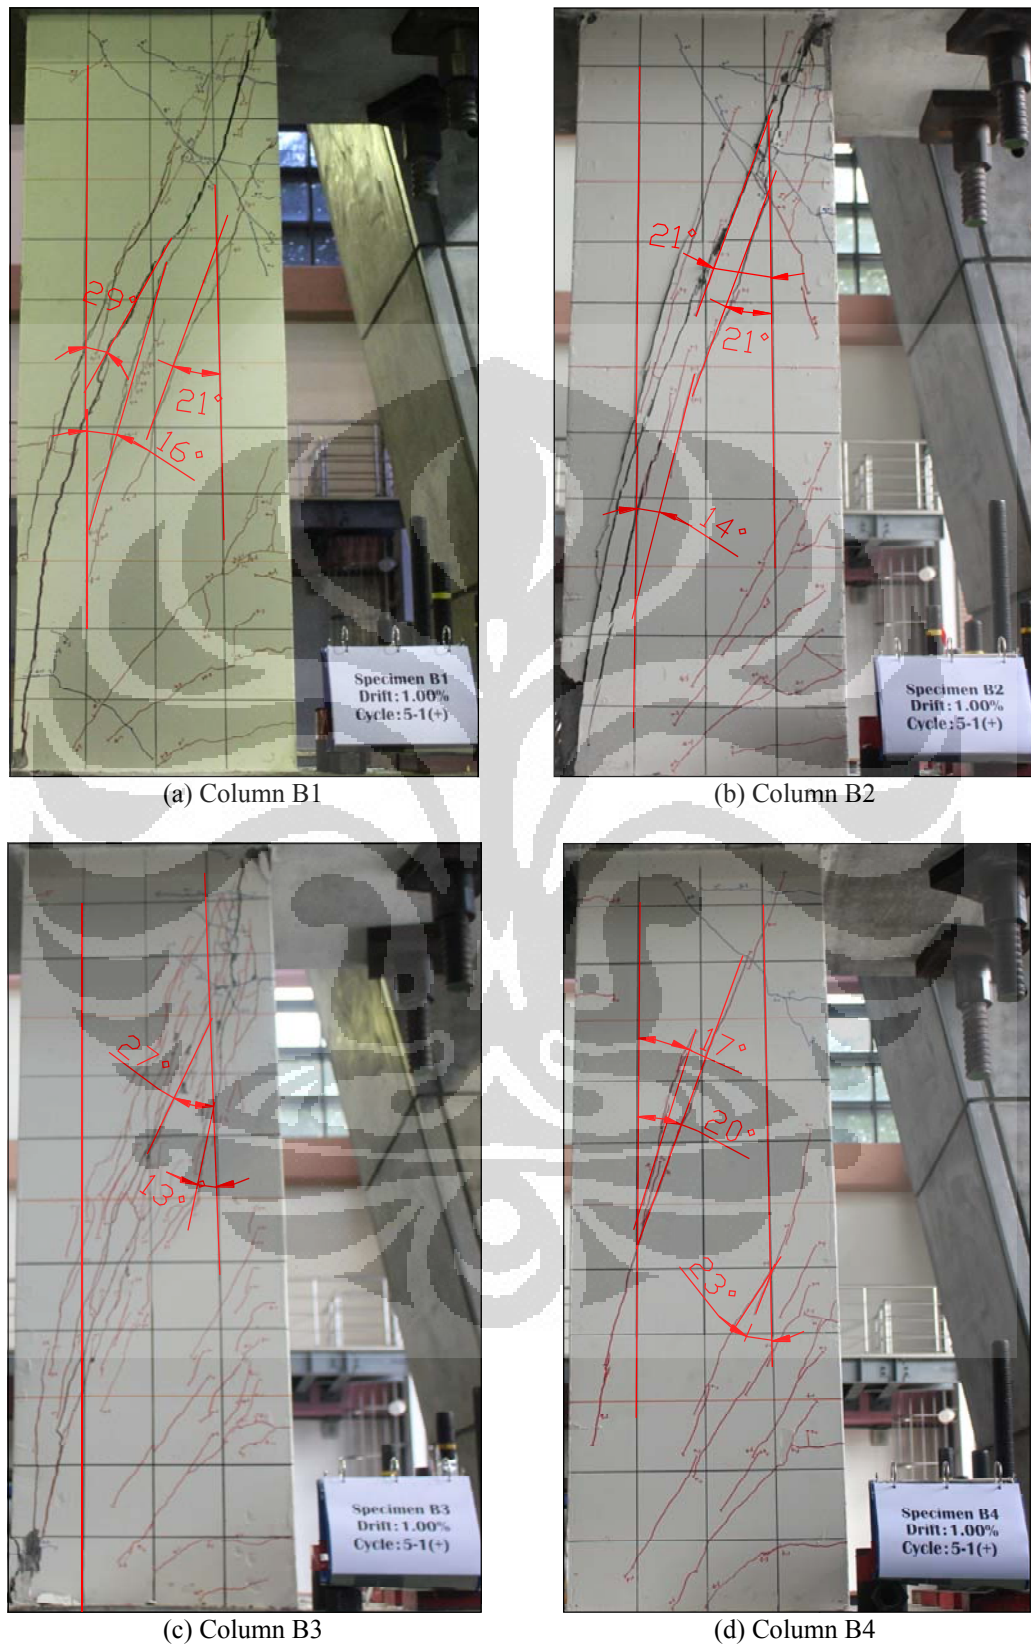 29°
21°
16°
Specimen B1
Drift:1.00%
Cycle:5-1(+)
(a) Column B1
21°
21°
14°
Specimen B2
Drift:1.00%
Cycle:5-1(+)
(b) Column B2
27°
13°
Specimen B3
Drift:1.00%
Cycle:5-1(+)
(c) Column B3
17°
20°
23°
Specimen B4
Drift:1.00%
Cycle:5-1(+)
(d) Column B4